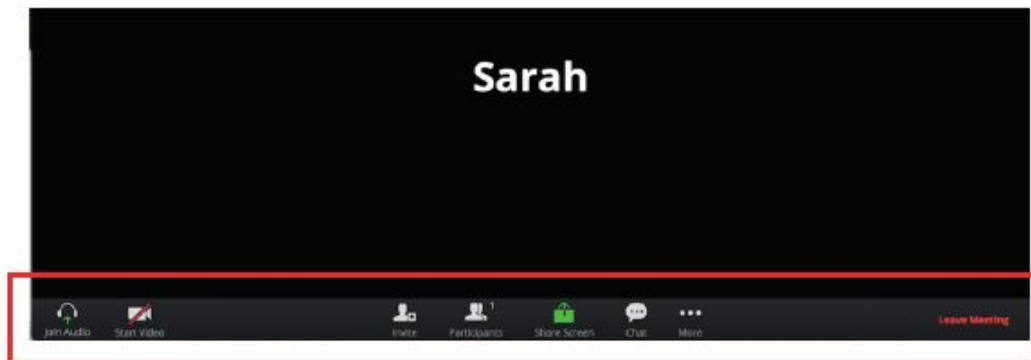 Sarah
Join Audio
Start Video
Invite
Participants 1
Share Screen
Chat
More
Leave Meeting